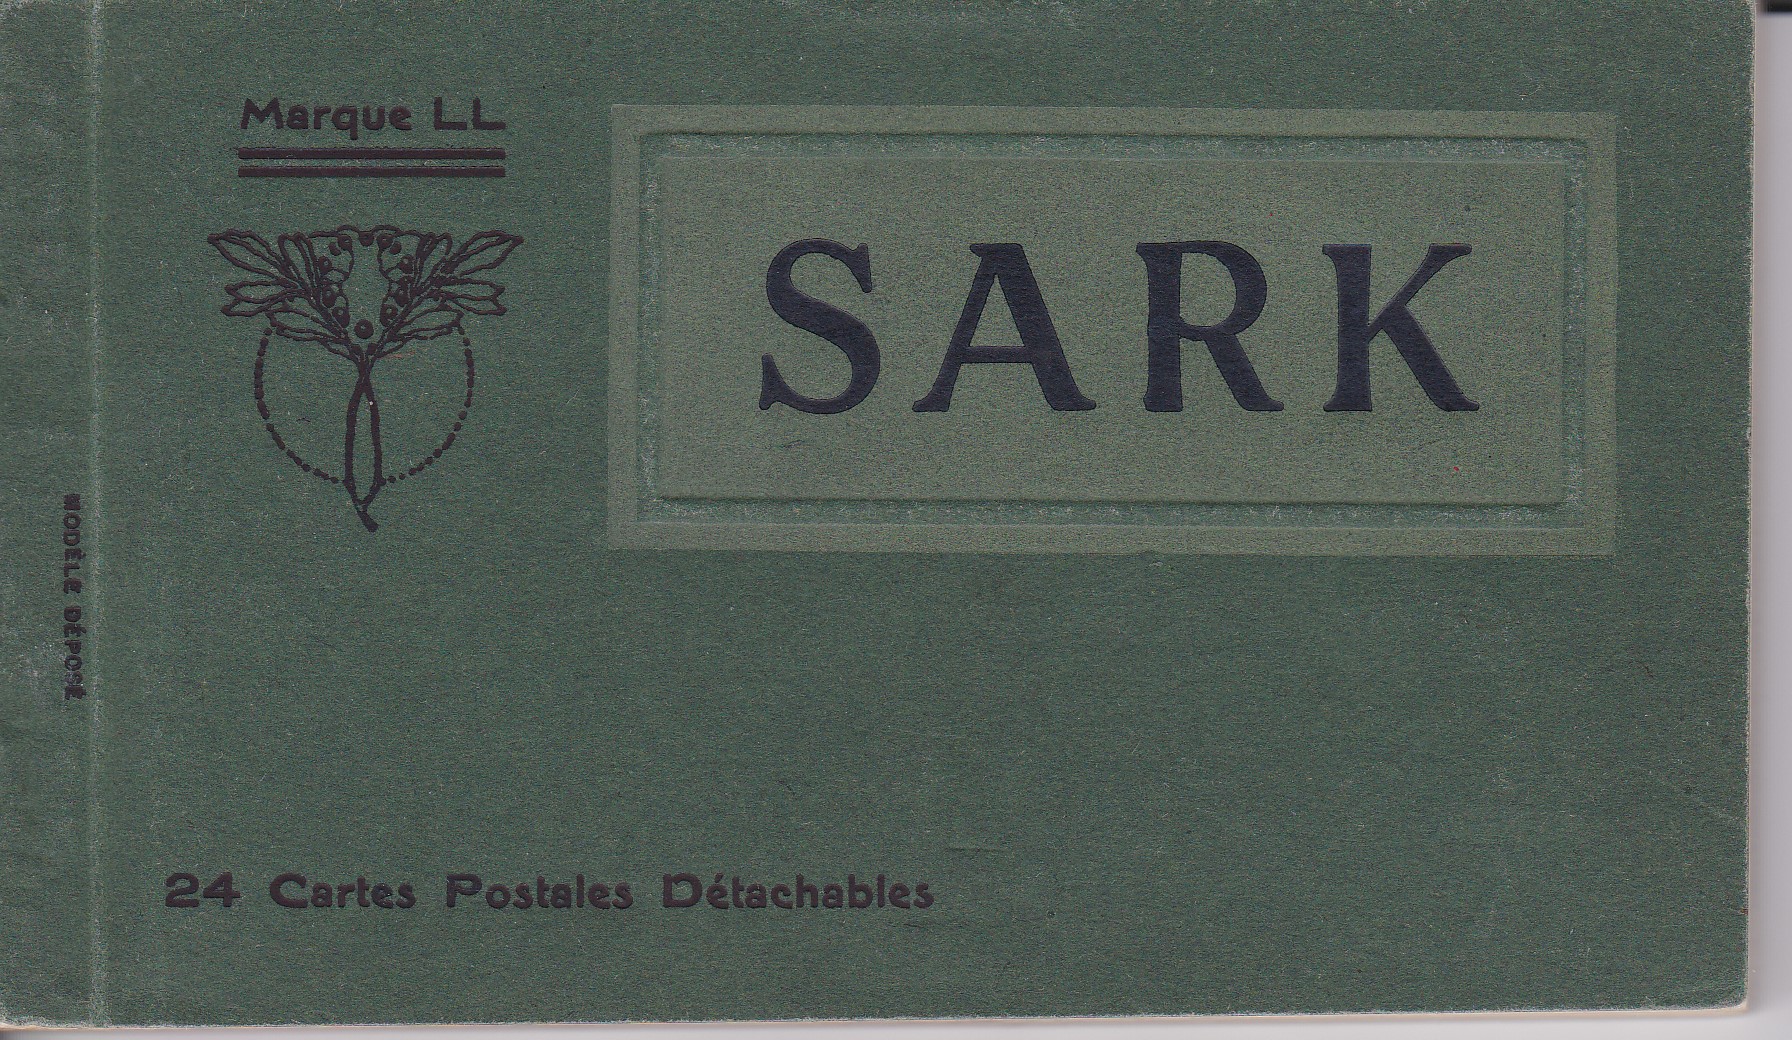 Marque LL
SARK
MODÈLE DÉPOSÉ
24 Cartes Postales Détachables